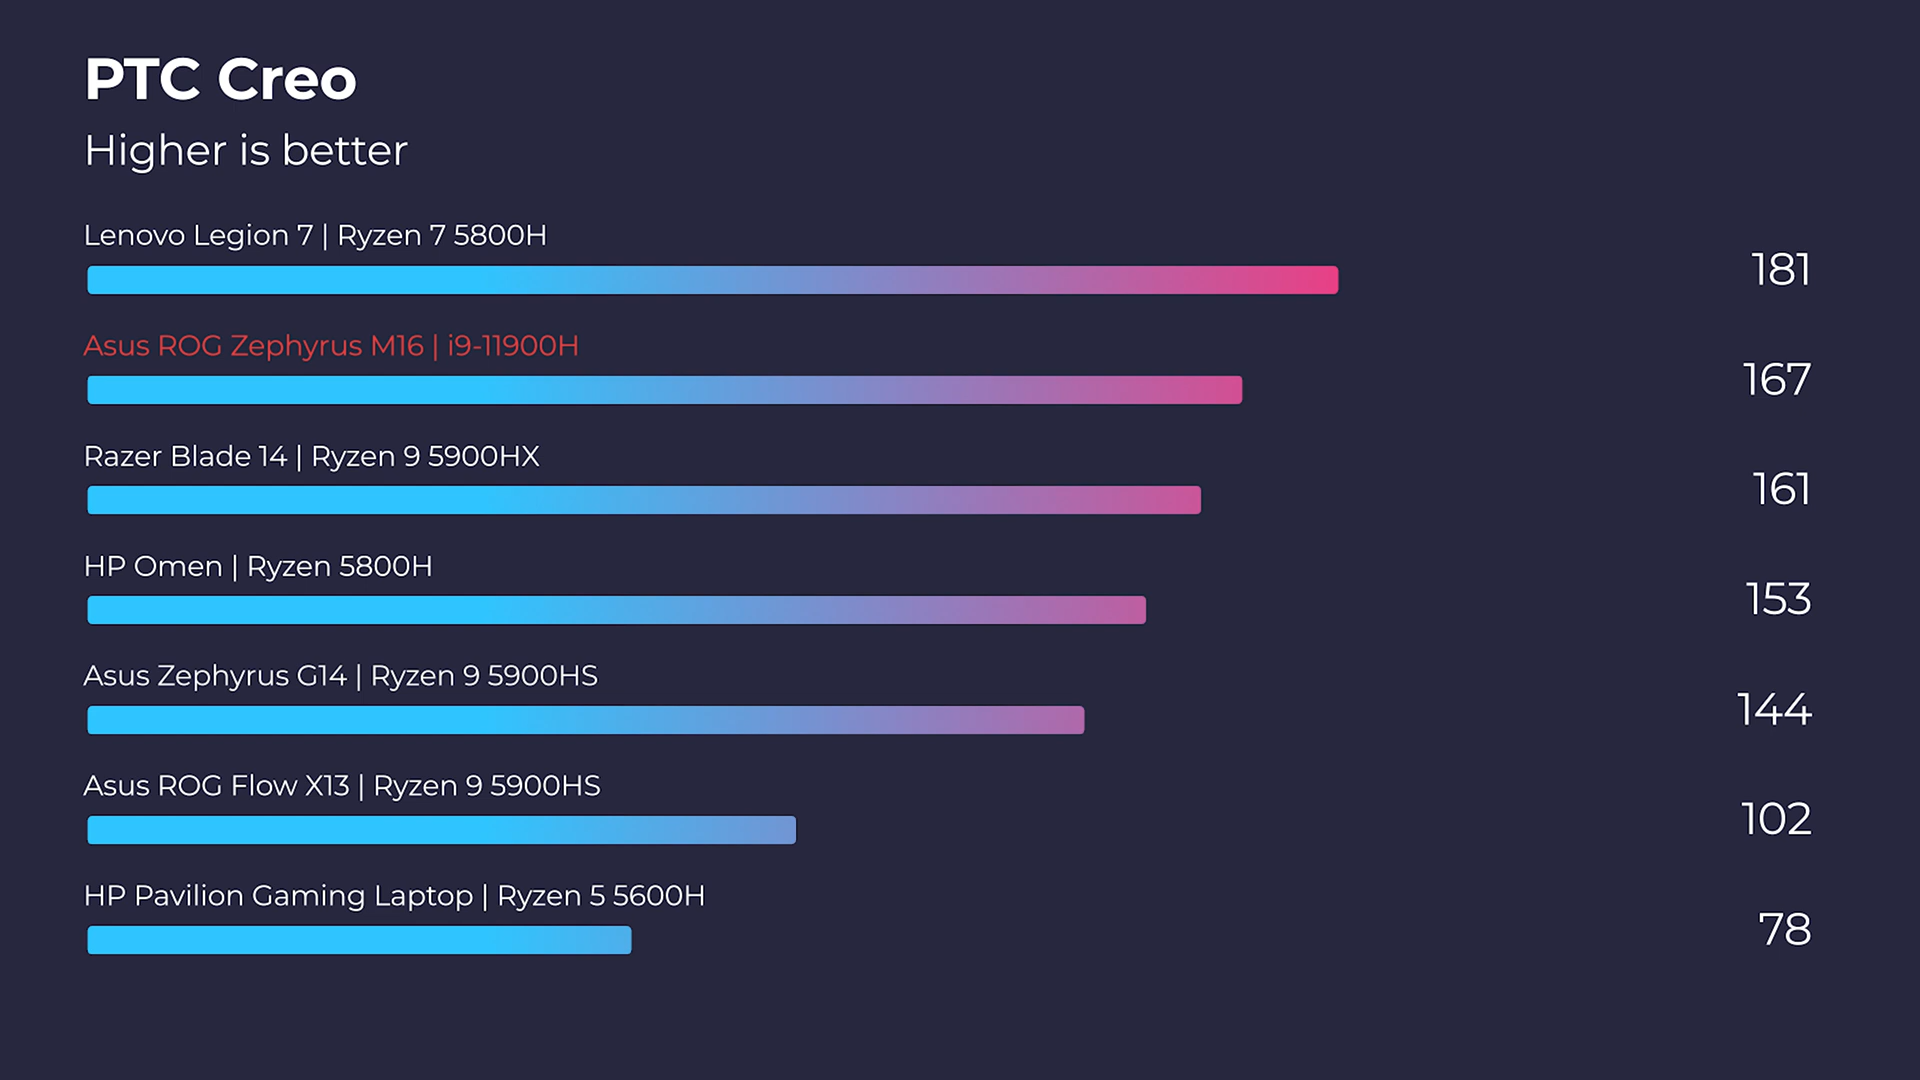 PTC Creo
Higher is better
Lenovo Legion 7 | Ryzen 7 5800H
181
Asus ROG Zephyrus M16 | i9-11900H
167
Razer Blade 14 | Ryzen 9 5900HX
161
HP Omen | Ryzen 5800H
153
Asus Zephyrus G14 | Ryzen 9 5900HS
144
Asus ROG Flow X13 | Ryzen 9 5900HS
102
HP Pavilion Gaming Laptop | Ryzen 5 5600H
78